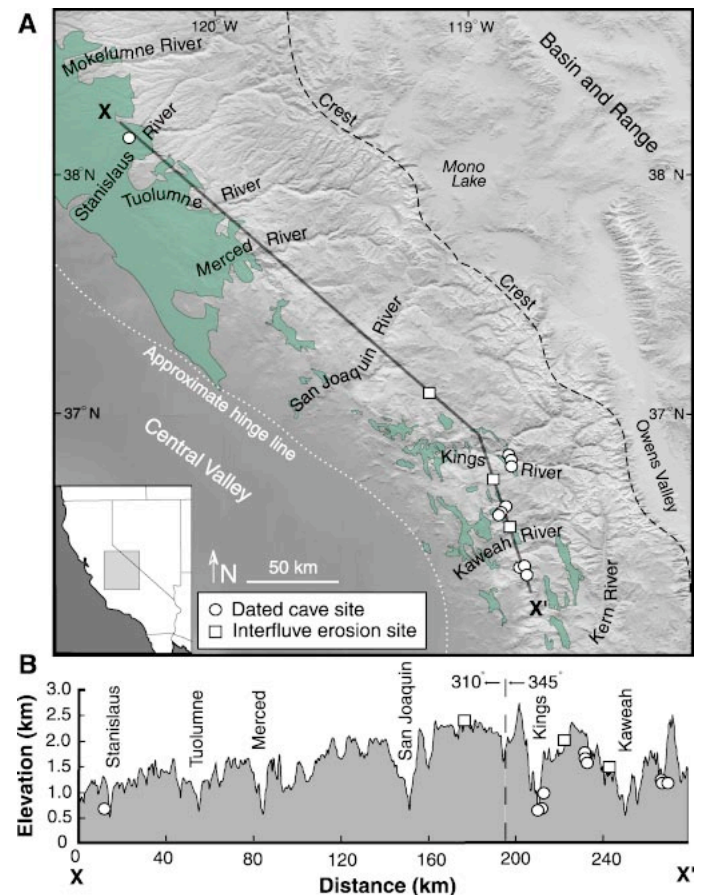 A
120°W
119°W
Mokelumne River
Basin and Range
X
Crest
Mono
Lake
38°N
38°N
Stanislaus River
Tuolumne River
Merced River
Crest
San Joaquin River
Approximate hinge line
37°N
37°N
Central Valley
Kings River
Owens Valley
Kaweah River
Kern River
X'
N
50 km
Dated cave site
Interfluve erosion site
B
310° 345°
Stanislaus
Tuolumne
Merced
San Joaquin
Kings
Kaweah
Elevation (km)
3.0
2.5
2.0
1.5
1.0
0.5
0
0 40 80 120 160 200 240
X X'
Distance (km)